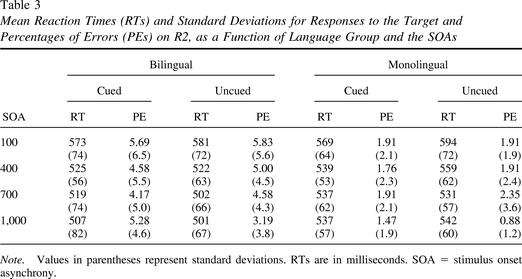 Table 3
Mean Reaction Times (RTs) and Standard Deviations for Responses to the Target and
Percentages of Errors (PEs) on R2, as a Function of Language Group and the SOAs
Bilingual Monolingual
Cued Uncued Cued Uncued
SOA RT PE RT PE RT PE RT PE
100 573 5.69 581 5.83 569 1.91 594 1.91
(74) (6.5) (72) (5.6) (64) (2.1) (72) (1.9)
400 525 4.58 522 5.00 539 1.76 559 1.91
(56) (5.5) (63) (4.5) (53) (2.3) (62) (2.4)
700 519 4.17 502 4.58 537 1.91 531 2.35
(74) (5.0) (66) (4.3) (62) (2.1) (57) (3.6)
1,000 507 5.28 501 3.19 537 1.47 542 0.88
(82) (4.6) (67) (3.8) (57) (1.9) (60) (1.2)
Note. Values in parentheses represent standard deviations. RTs are in milliseconds. SOA = stimulus onset
asynchrony.